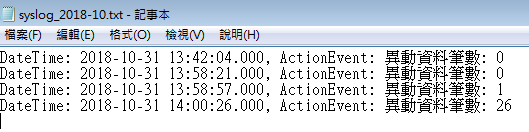 syslog_2018-10.txt - 記事本
檔案(F) 編輯(E) 格式(O) 檢視(V) 說明(H)
DateTime: 2018-10-31 13:42:04.000, ActionEvent: 異動資料筆數: 0
DateTime: 2018-10-31 13:58:21.000, ActionEvent: 異動資料筆數: 0
DateTime: 2018-10-31 13:58:57.000, ActionEvent: 異動資料筆數: 1
DateTime: 2018-10-31 14:00:26.000, ActionEvent: 異動資料筆數: 26